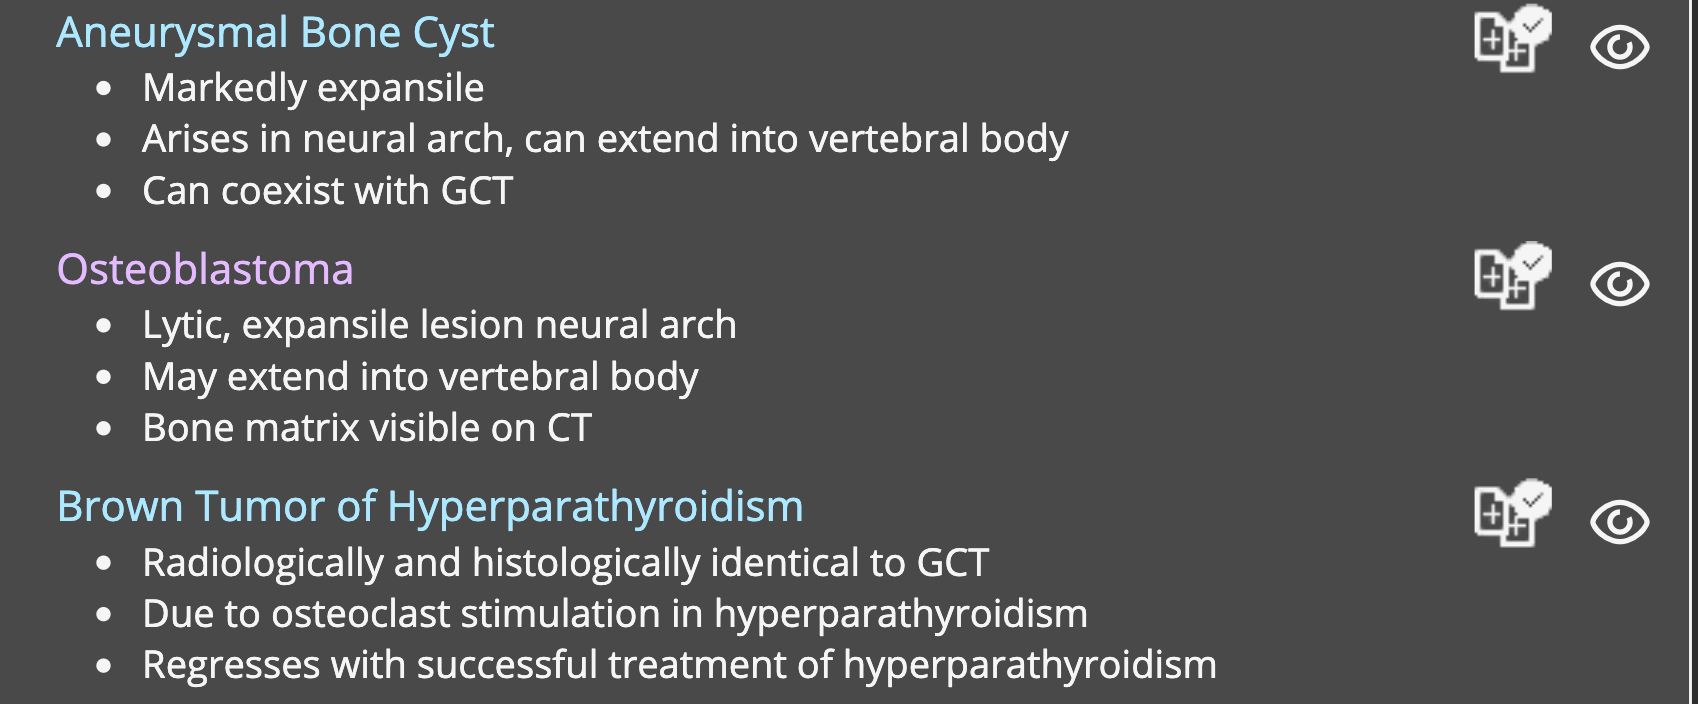 Aneurysmal Bone Cyst
• Markedly expansile
• Arises in neural arch, can extend into vertebral body
• Can coexist with GCT
Osteoblastoma
• Lytic, expansile lesion neural arch
• May extend into vertebral body
• Bone matrix visible on CT
Brown Tumor of Hyperparathyroidism
• Radiologically and histologically identical to GCT
• Due to osteoclast stimulation in hyperparathyroidism
• Regresses with successful treatment of hyperparathyroidism